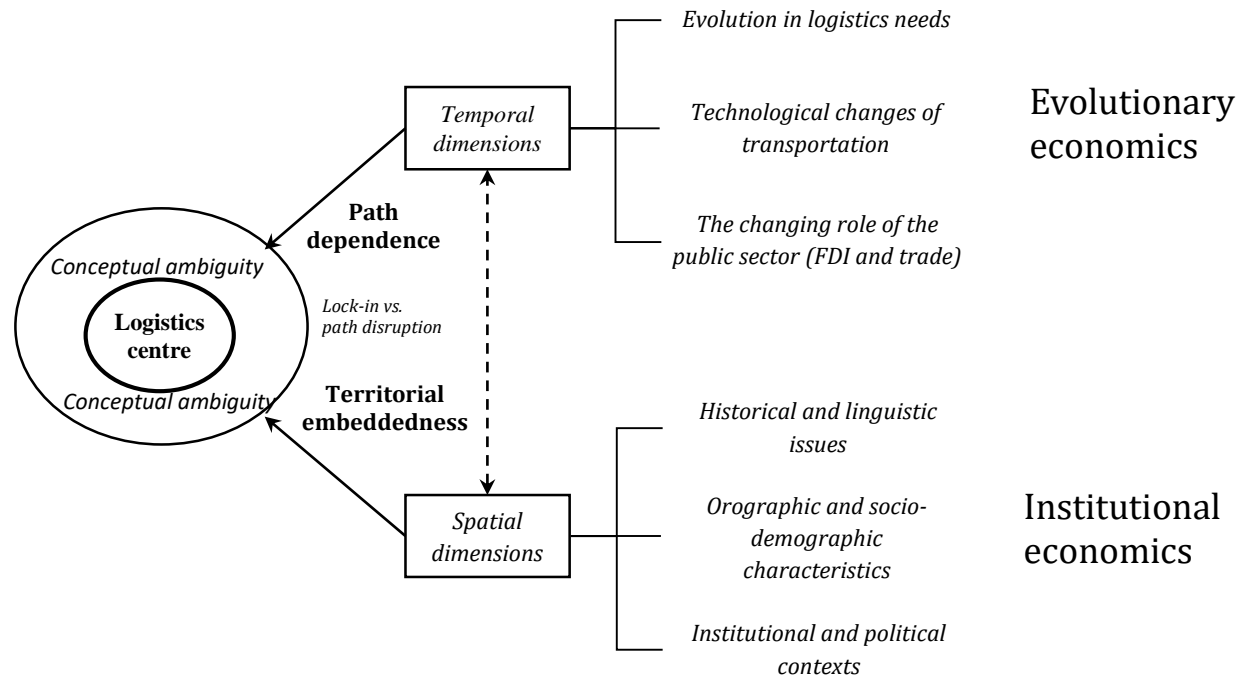 Evolution in logistics needs
Temporal
dimensions
Technological changes of
transportation
Evolutionary
economics
Path
dependence
The changing role of the
public sector (FDI and trade)
Conceptual ambiguity
Logistics
centre
Conceptual ambiguity
Lock-in vs.
path disruption
Territorial
embeddedness
Historical and linguistic
issues
Spatial
dimensions
Orographic and socio-
demographic
characteristics
Institutional
economics
Institutional and political
contexts